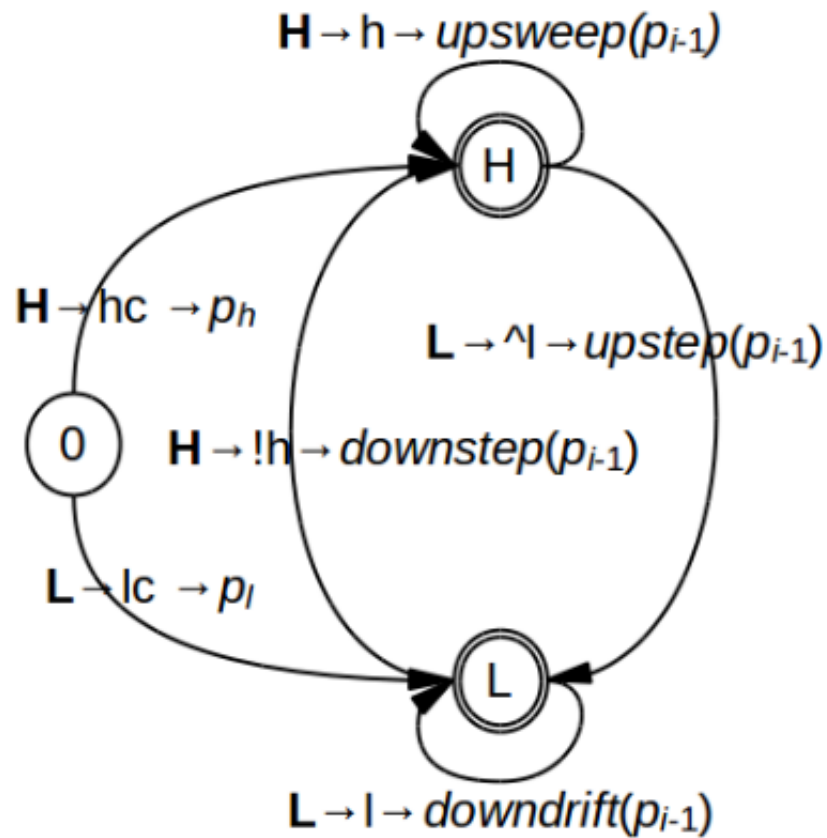 H→h→upsweep(pᵢ₋₁)
H
H→hc →pₕ
L→^l→upstep(pᵢ₋₁)
0
H→!h→downstep(pᵢ₋₁)
L→lc →pₗ
L
L→l→downdrift(pᵢ₋₁)